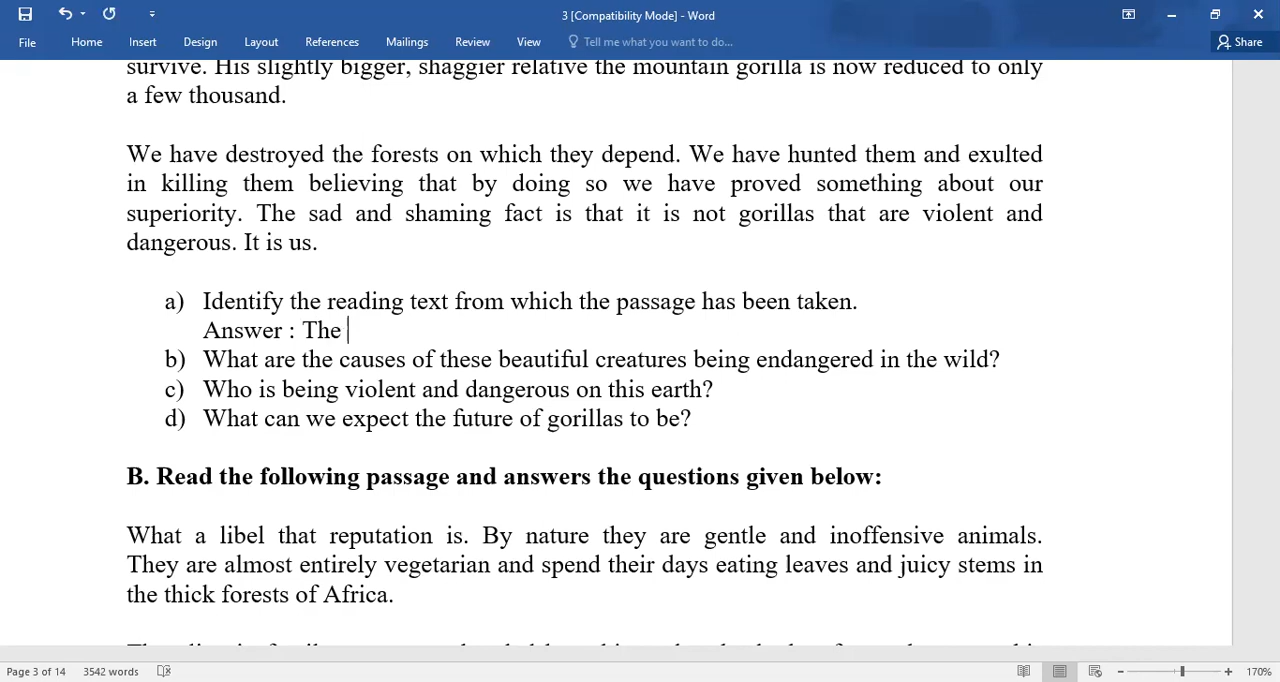 3 [Compatibility Mode] - Word
File Home Insert Design Layout References Mailings Review View Tell me what you want to do... Share
survive. His slightly bigger, shaggier relative the mountain gorilla is now reduced to only
a few thousand.
We have destroyed the forests on which they depend. We have hunted them and exulted
in killing them believing that by doing so we have proved something about our
superiority. The sad and shaming fact is that it is not gorillas that are violent and
dangerous. It is us.
a) Identify the reading text from which the passage has been taken.
Answer : The
b) What are the causes of these beautiful creatures being endangered in the wild?
c) Who is being violent and dangerous on this earth?
d) What can we expect the future of gorillas to be?
B. Read the following passage and answers the questions given below:
What a libel that reputation is. By nature they are gentle and inoffensive animals.
They are almost entirely vegetarian and spend their days eating leaves and juicy stems in
the thick forests of Africa.
Page 3 of 14 3542 words 170%